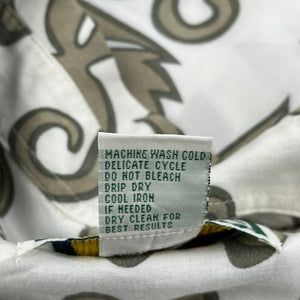 MACHINE WASH COLD
DELICATE CYCLE
DO NOT BLEACH
DRIP DRY
COOL IRON
IF NEEDED
DRY CLEAN FOR
BEST RESULTS